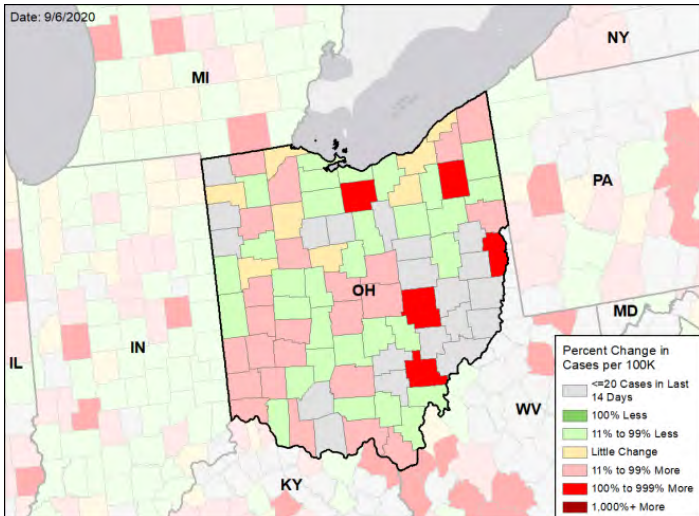 Date: 9/6/2020
NY
MI
PA
OH
MD
IL
IN
WV
KY
Percent Change in
Cases per 100K
<=20 Cases in Last
14 Days
100% Less
11% to 99% Less
Little Change
11% to 99% More
100% to 999% More
1,000%+ More